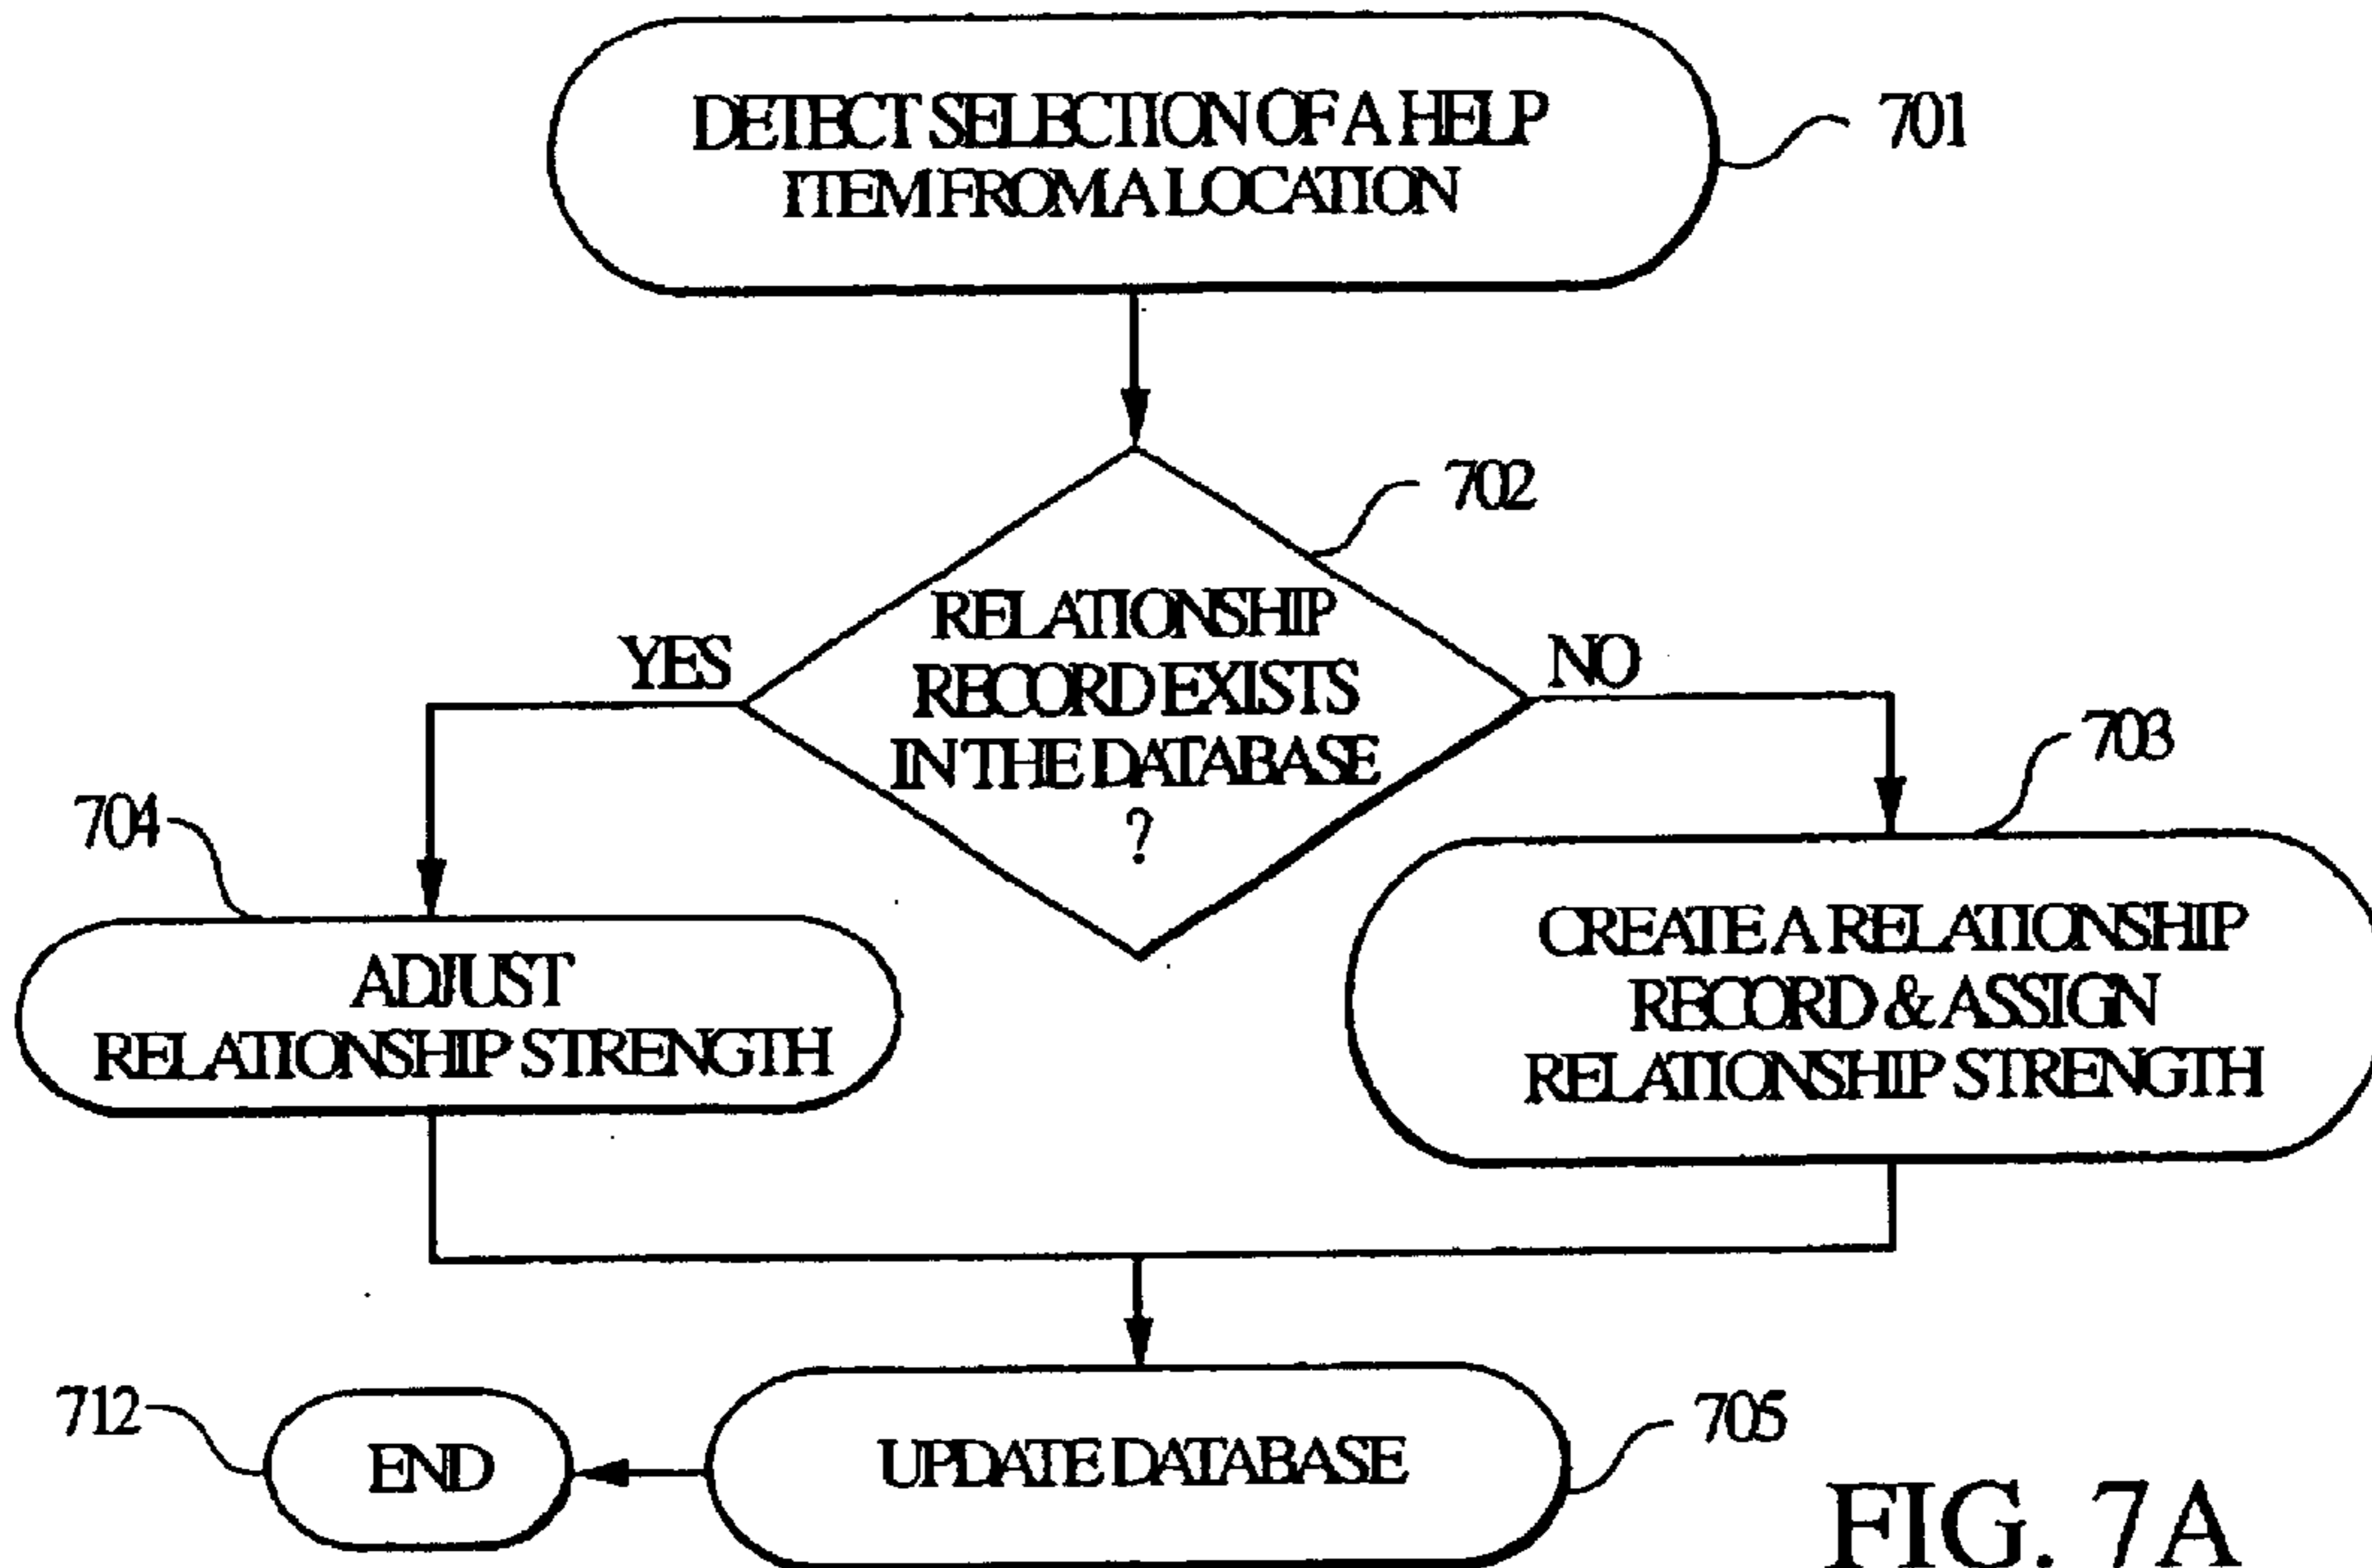 DETECT SELECTION OF A HELP
ITEM FROM A LOCATION
701
702
RELATIONSHIP
RECORD EXISTS
IN THE DATABASE
?
YES
NO
703
704
ADJUST
RELATIONSHIP STRENGTH
CREATE A RELATIONSHIP
RECORD & ASSIGN
RELATIONSHIP STRENGTH
712
END
UPDATE DATABASE
705
FIG. 7A